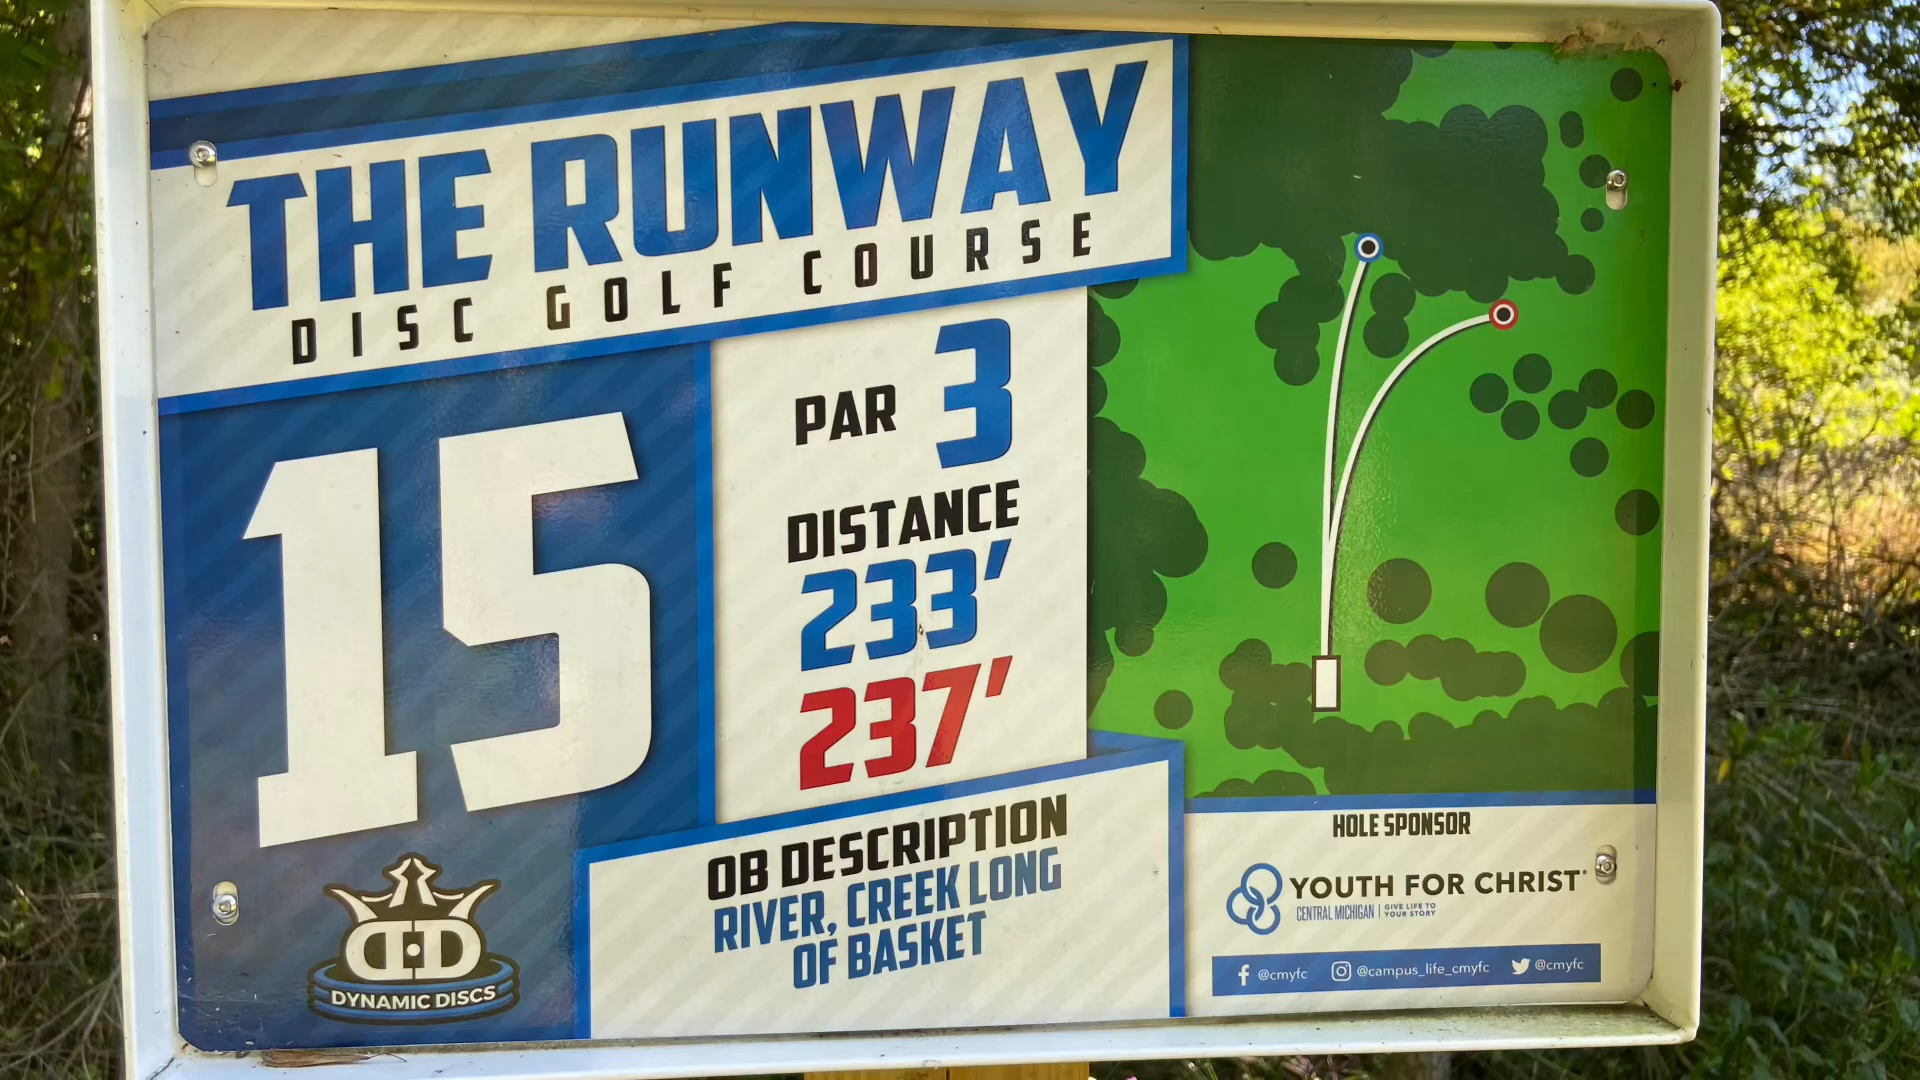 THE RUNWAY
DISC GOLF COURSE
15
PAR 3
DISTANCE
233'
237'
OB DESCRIPTION
RIVER, CREEK LONG
OF BASKET
DD
DYNAMIC DISCS
HOLE SPONSOR
YOUTH FOR CHRIST®
CENTRAL MICHIGAN | GIVE LIFE TO
YOUR STORY
@cmyfc @campus_life_cmyfc @cmyfc